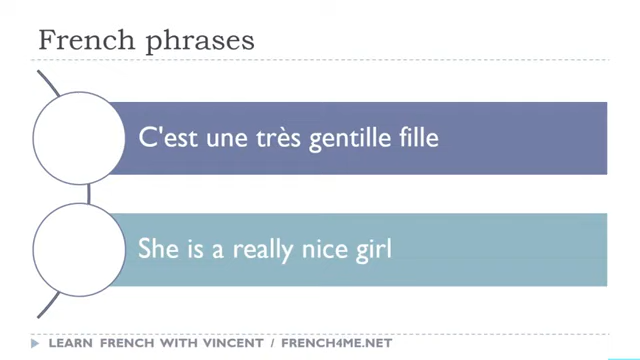 French phrases
C'est une très gentille fille
She is a really nice girl
LEARN FRENCH WITH VINCENT / FRENCH4ME.NET